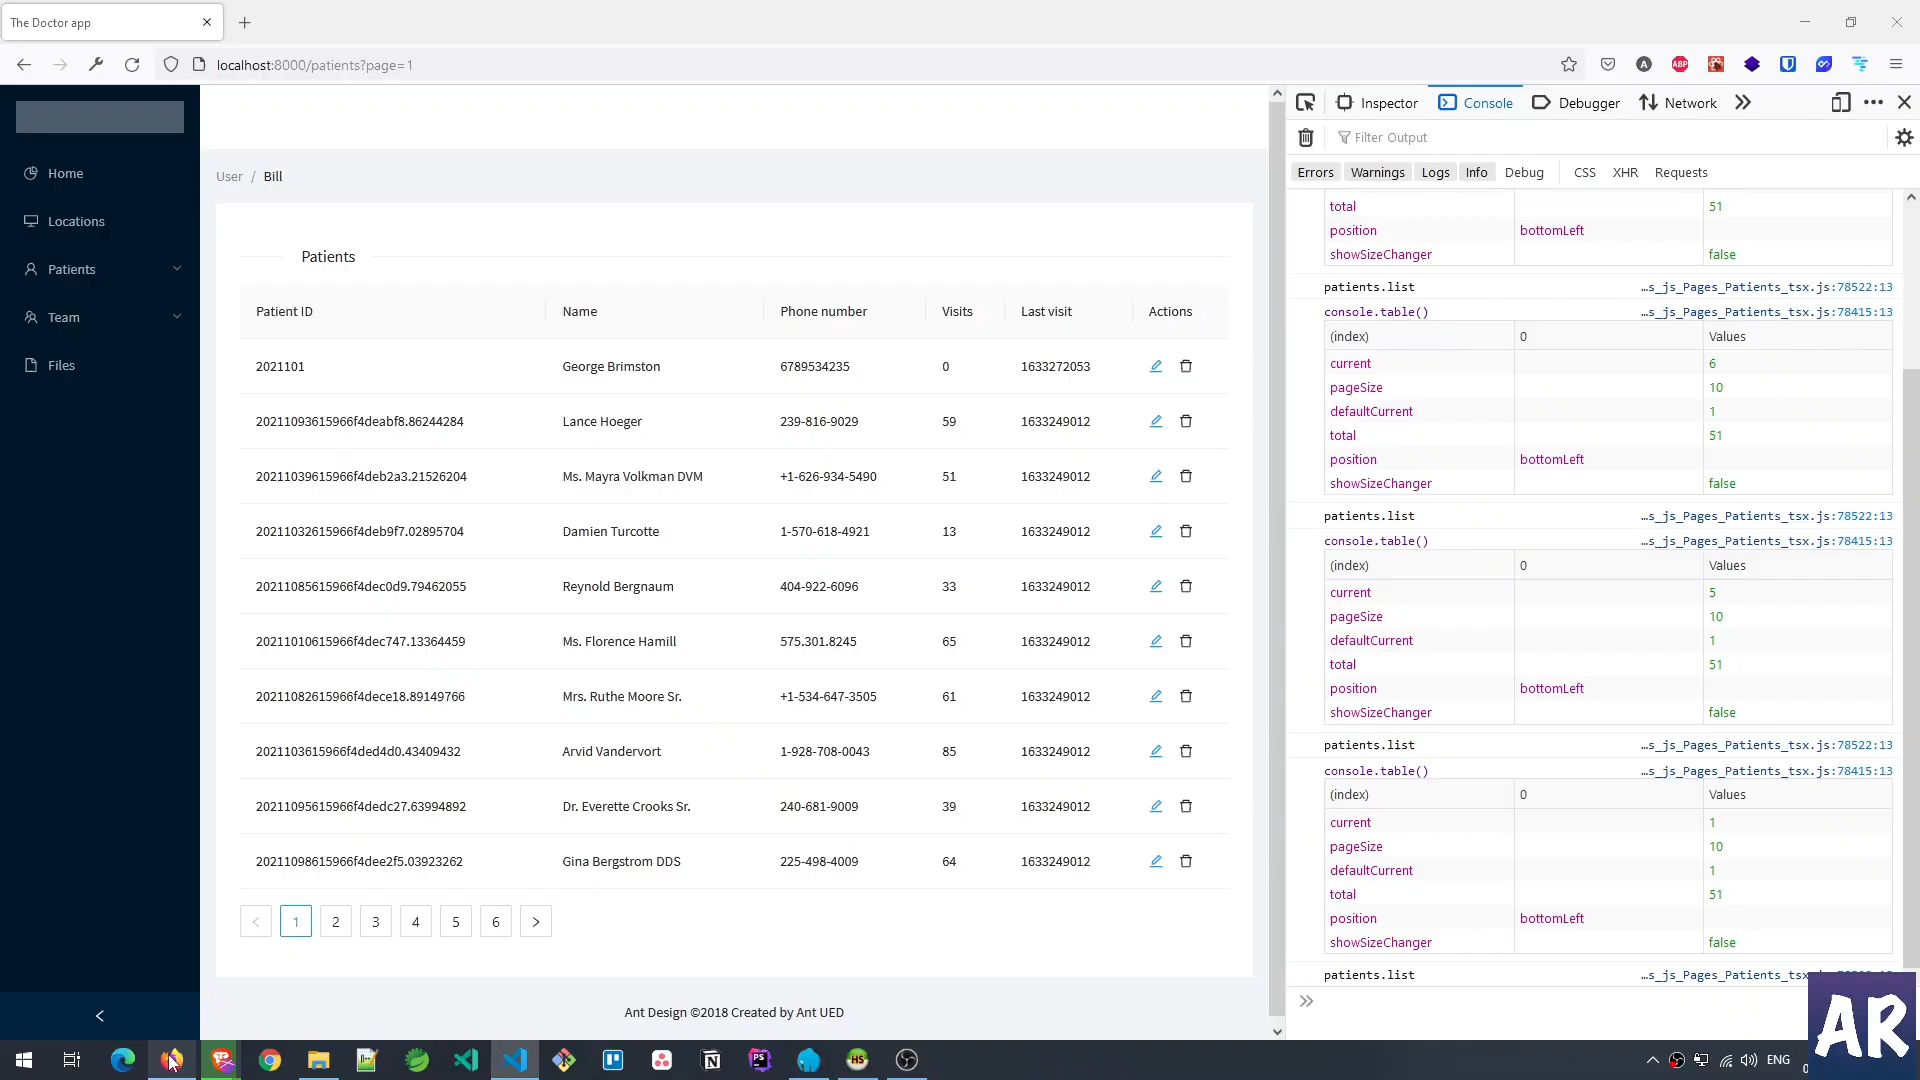 The Doctor app
localhost:8000/patients?page=1
ABP
Home
Locations
Patients
Team
Files
User / Bill
Patients
Patient ID Name Phone number Visits Last visit Actions
2021101 George Brimston 6789534235 0 1633272053
20211093615966f4deabf8.86244284 Lance Hoeger 239-816-9029 59 1633249012
20211039615966f4deb2a3.21526204 Ms. Mayra Volkman DVM +1-626-934-5490 51 1633249012
20211032615966f4deb9f7.02895704 Damien Turcotte 1-570-618-4921 13 1633249012
20211085615966f4dec0d9.79462055 Reynold Bergnaum 404-922-6096 33 1633249012
20211010615966f4dec747.13364459 Ms. Florence Hamill 575.301.8245 65 1633249012
20211082615966f4dece18.89149766 Mrs. Ruthe Moore Sr. +1-534-647-3505 61 1633249012
2021103615966f4ded4d0.43409432 Arvid Vandervort 1-928-708-0043 85 1633249012
20211095615966f4dedc27.63994892 Dr. Everette Crooks Sr. 240-681-9009 39 1633249012
20211098615966f4dee2f5.03923262 Gina Bergstrom DDS 225-498-4009 64 1633249012
< 1 2 3 4 5 6 >
Ant Design ©2018 Created by Ant UED
Inspector Console Debugger Network
Filter Output
Errors Warnings Logs Info Debug CSS XHR Requests
total 51
position bottomLeft
showSizeChanger false
patients.list …s_js_Pages_Patients_tsx.js:78522:13
console.table() …s_js_Pages_Patients_tsx.js:78415:13
(index) 0 Values
current 6
pageSize 10
defaultCurrent 1
total 51
position bottomLeft
showSizeChanger false
patients.list …s_js_Pages_Patients_tsx.js:78522:13
console.table() …s_js_Pages_Patients_tsx.js:78415:13
(index) 0 Values
current 5
pageSize 10
defaultCurrent 1
total 51
position bottomLeft
showSizeChanger false
patients.list …s_js_Pages_Patients_tsx.js:78522:13
console.table() …s_js_Pages_Patients_tsx.js:78415:13
(index) 0 Values
current 1
pageSize 10
defaultCurrent 1
total 51
position bottomLeft
showSizeChanger false
patients.list …s_js_Pages_Patients_tsx
AR
PS HS ENG